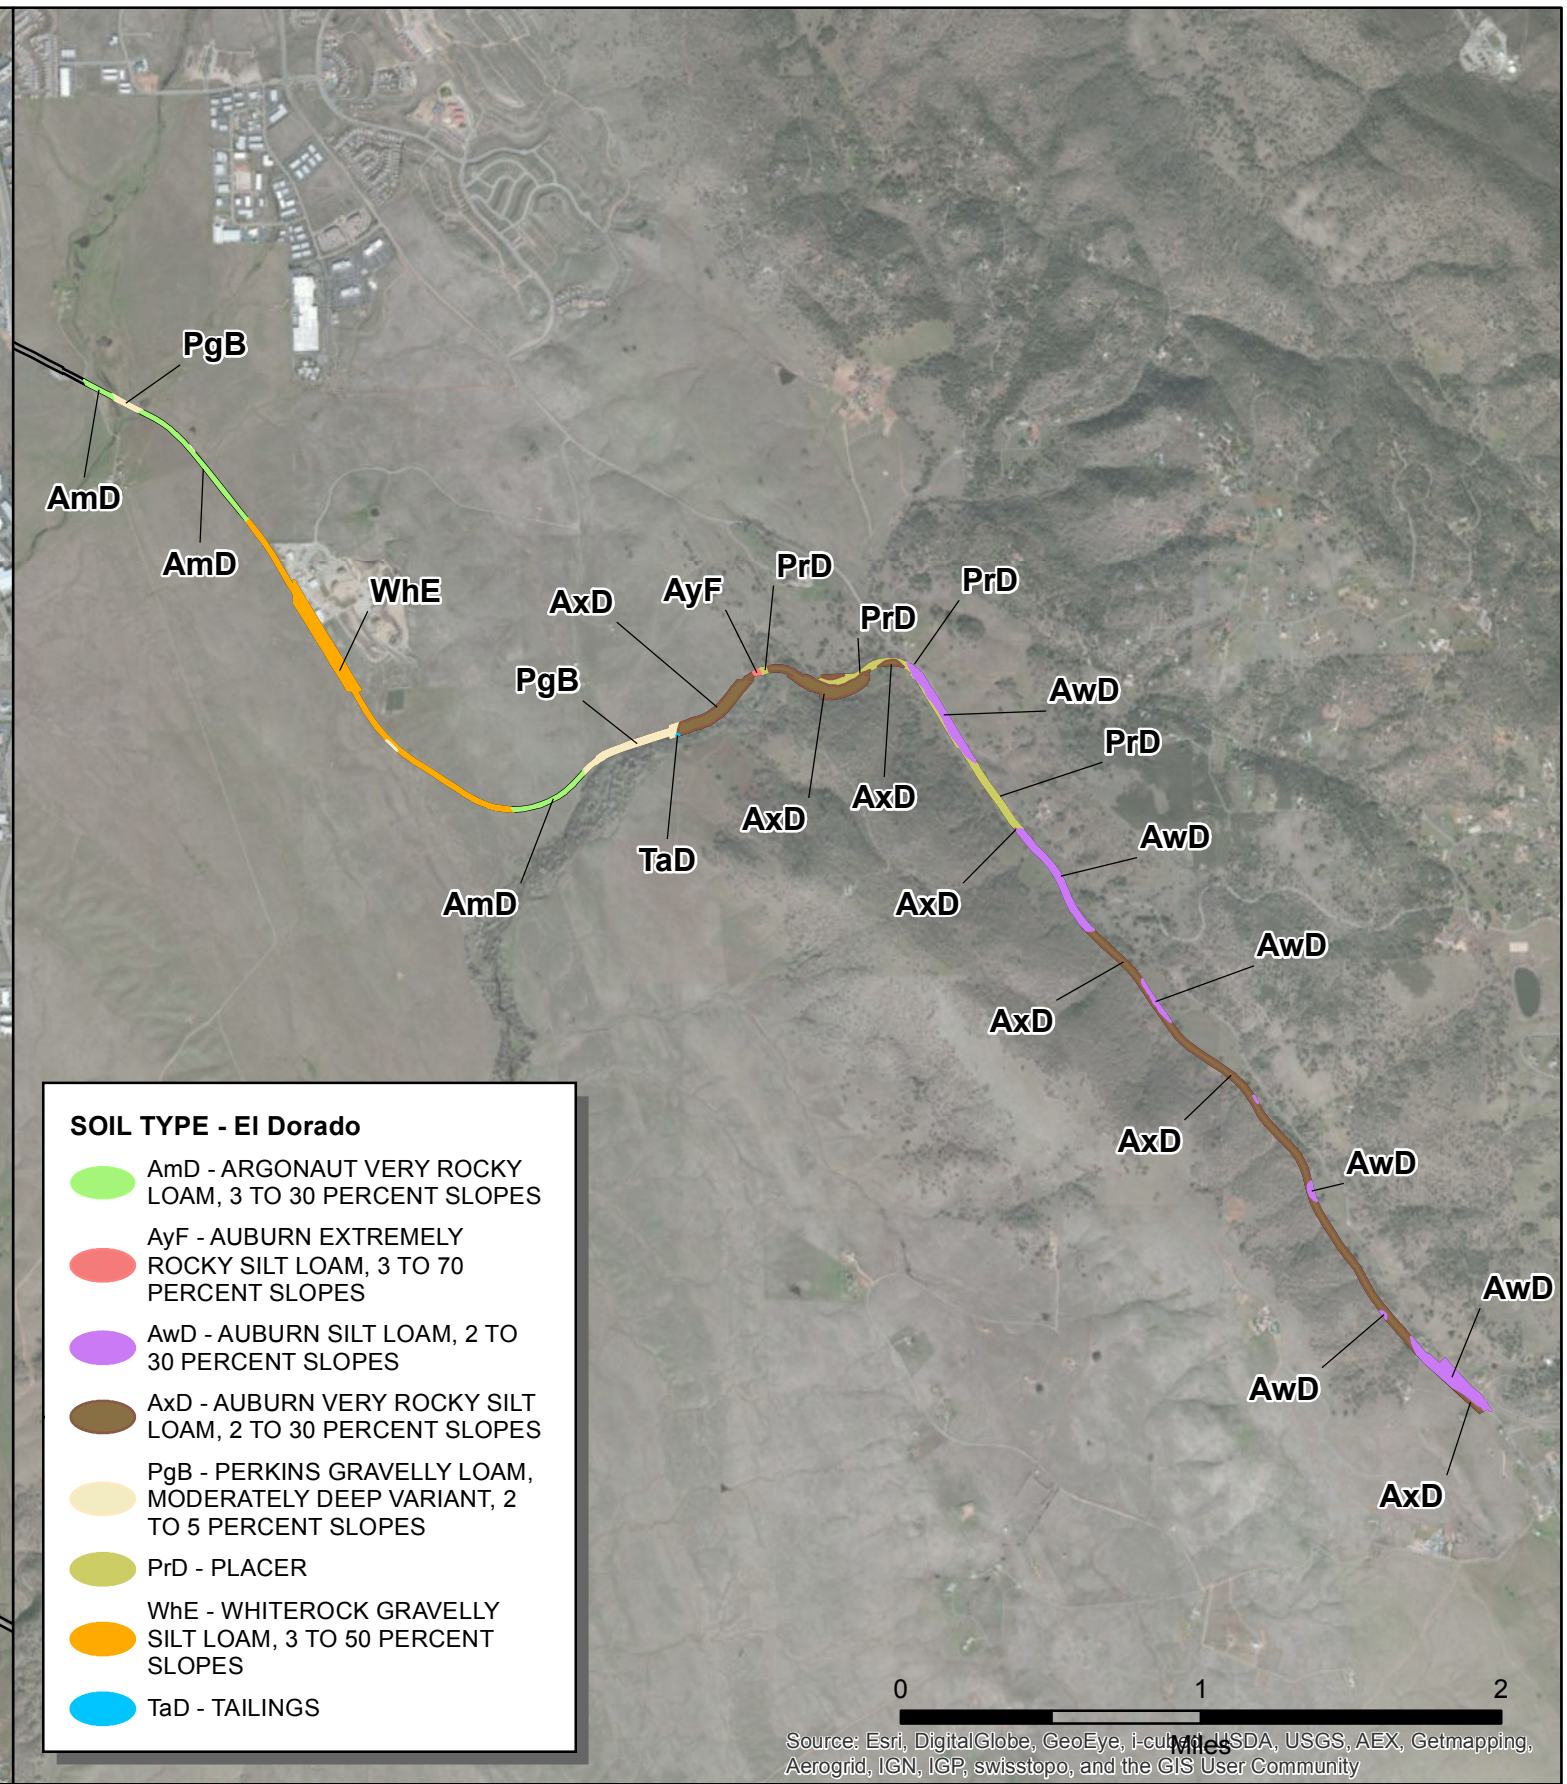 PgB
AmD
AmD
WhE
AxD
AyF
PrD
PrD
PrD
PgB
AwD
PrD
AxD
AxD
TaD
AwD
AmD
AxD
AwD
AxD
AxD
AwD
AwD
AwD
AxD
SOIL TYPE - El Dorado
AmD - ARGONAUT VERY ROCKY
LOAM, 3 TO 30 PERCENT SLOPES
AyF - AUBURN EXTREMELY
ROCKY SILT LOAM, 3 TO 70
PERCENT SLOPES
AwD - AUBURN SILT LOAM, 2 TO
30 PERCENT SLOPES
AxD - AUBURN VERY ROCKY SILT
LOAM, 2 TO 30 PERCENT SLOPES
PgB - PERKINS GRAVELLY LOAM,
MODERATELY DEEP VARIANT, 2
TO 5 PERCENT SLOPES
PrD - PLACER
WhE - WHITEROCK GRAVELLY
SILT LOAM, 3 TO 50 PERCENT
SLOPES
TaD - TAILINGS
0 1 2
Miles
Source: Esri, DigitalGlobe, GeoEye, i-cubed, USDA, USGS, AEX, Getmapping,
Aerogrid, IGN, IGP, swisstopo, and the GIS User Community